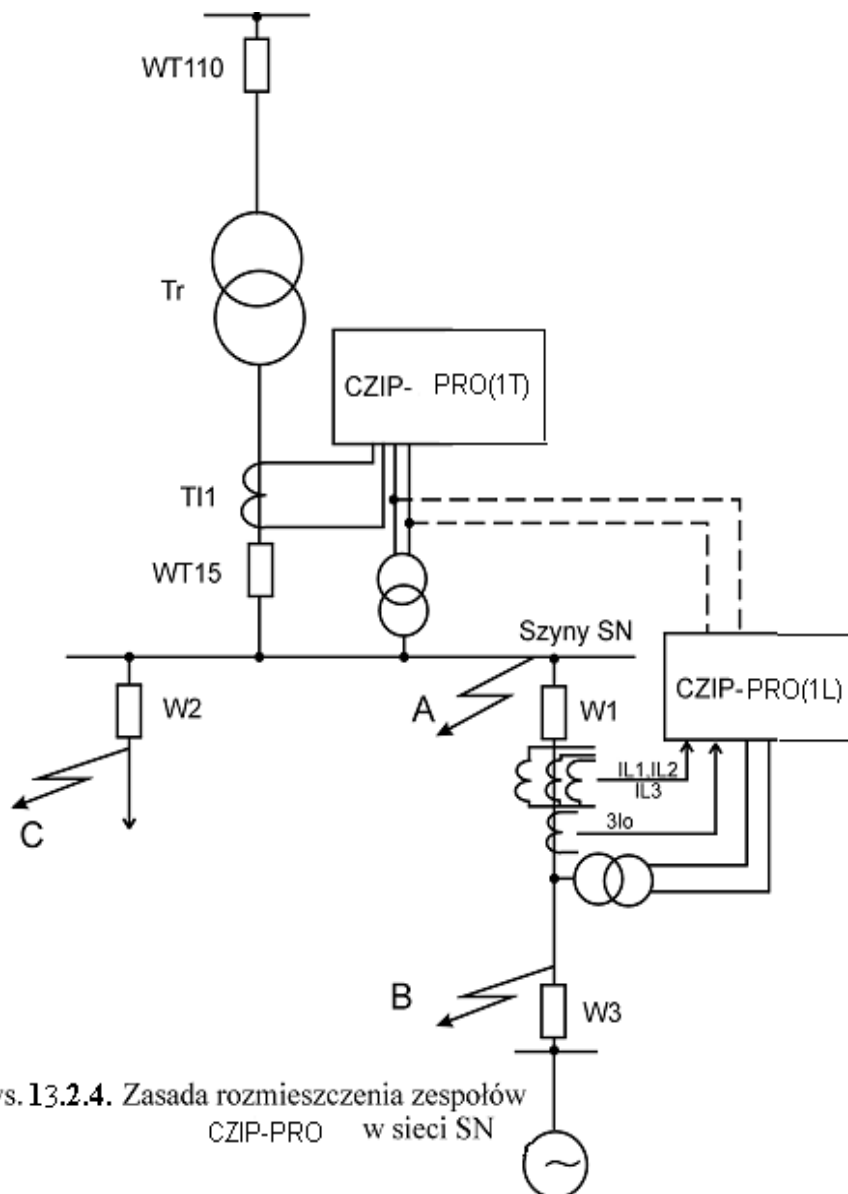 WT110
Tr
CZIP- PRO(1T)
TI1
WT15
Szyny SN
W2
A
W1
CZIP-PRO(1L)
IL1,IL2
IL3
C
3Io
B
W3
ys. 13.2.4. Zasada rozmieszczenia zespołów
CZIP-PRO w sieci SN
~